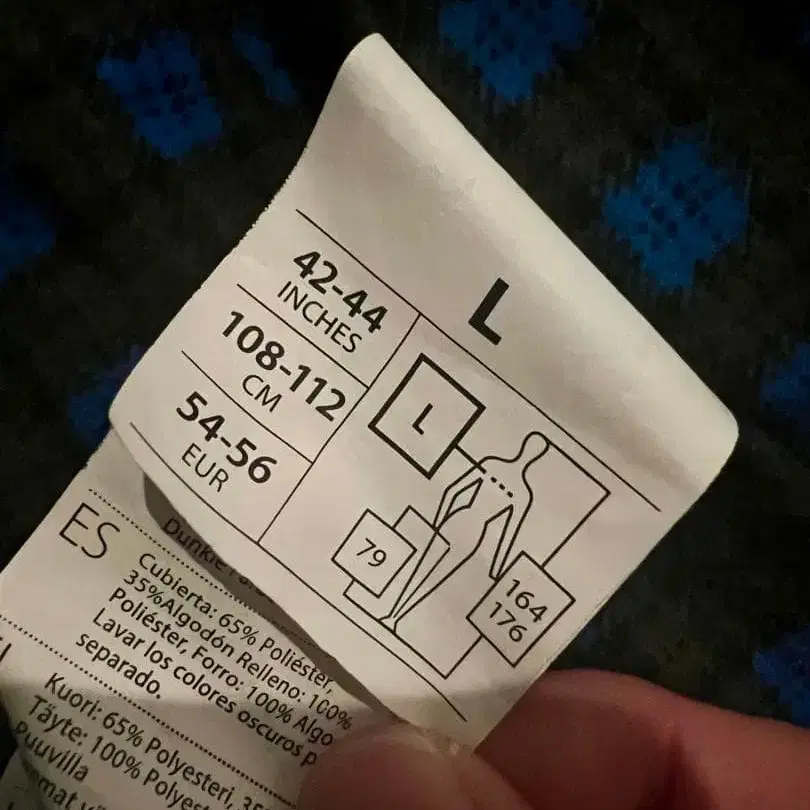 L
42-44
INCHES
108-112
CM
54-56
EUR
L
79
164
176
ES
Cubierta: 65% Poliéster,
35%Algodón Relleno: 100%
Poliéster, Forro: 100% Algo
Lavar los colores oscuros p
separado.
Kuori: 65% Polyesteri, 35
Täyte: 100% Polyest
Puuvilla